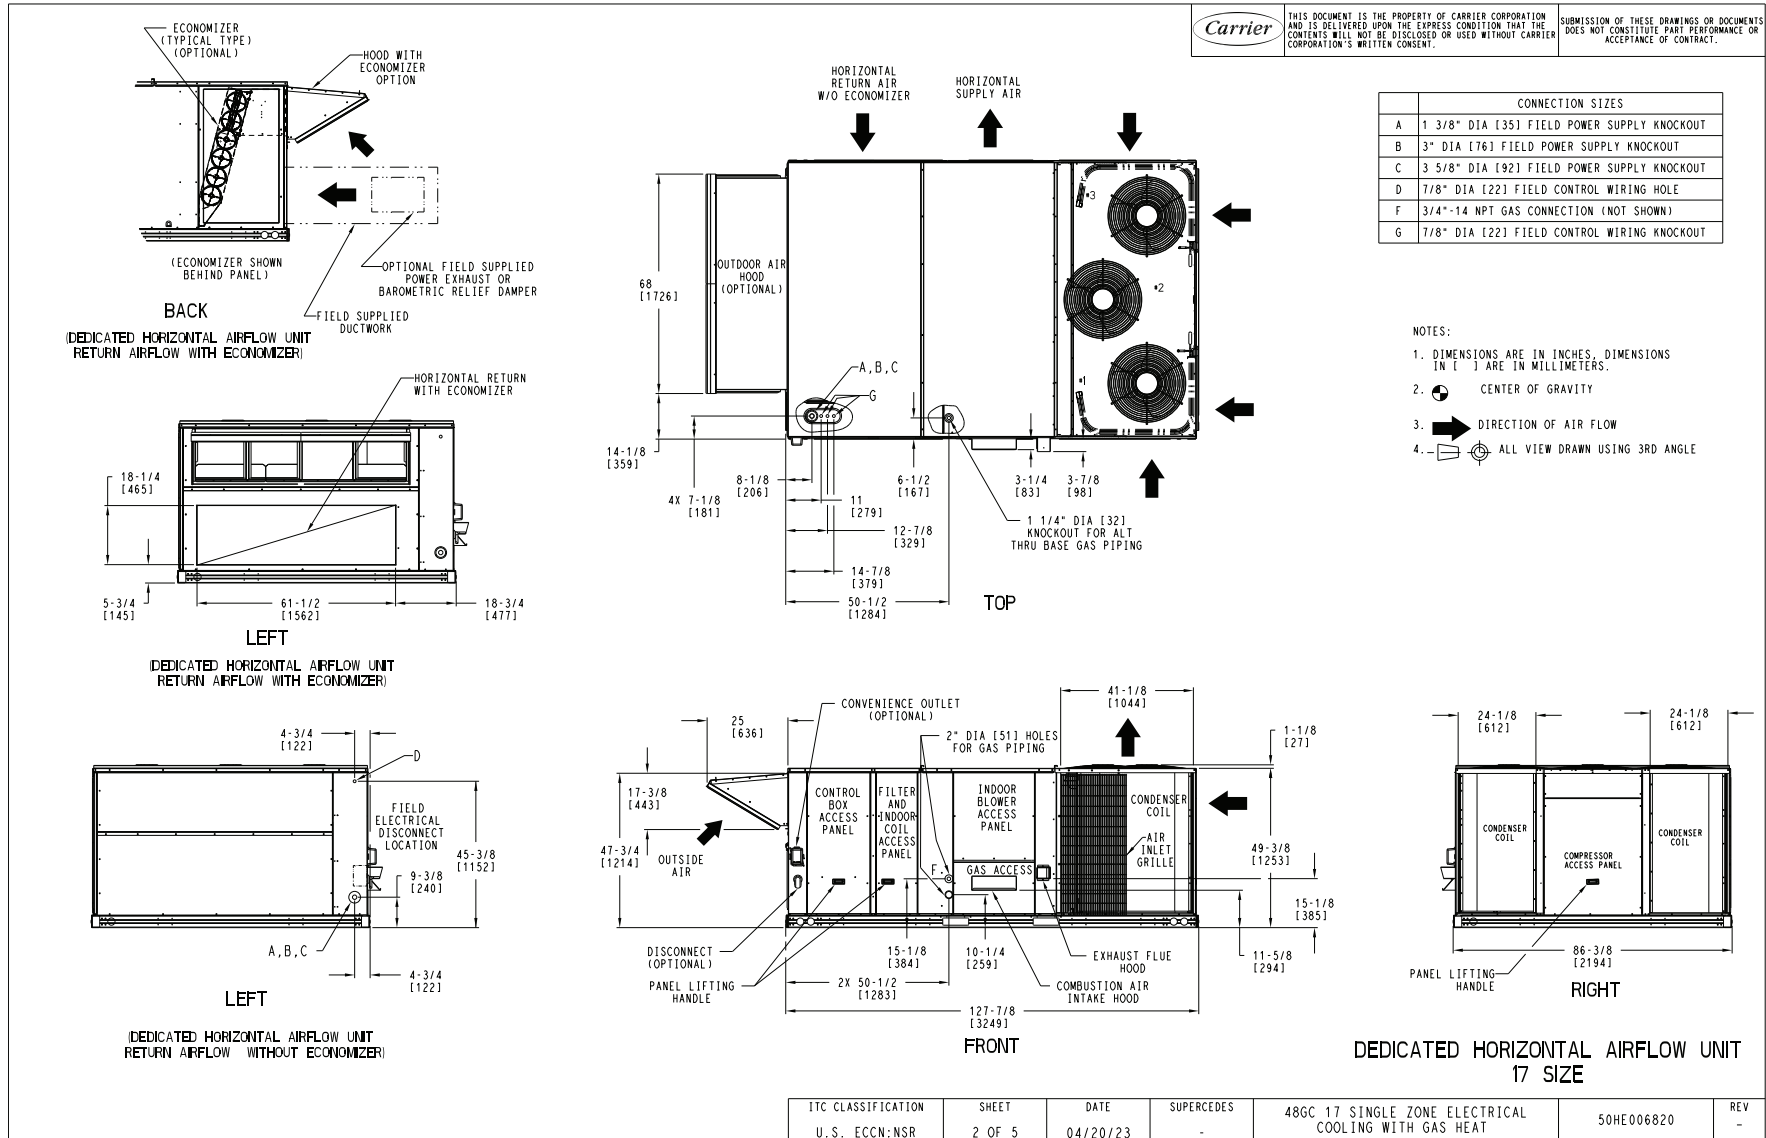 Carrier
THIS DOCUMENT IS THE PROPERTY OF CARRIER CORPORATION
AND IS DELIVERED UPON THE EXPRESS CONDITION THAT THE
CONTENTS WILL NOT BE DISCLOSED OR USED WITHOUT CARRIER
CORPORATION'S WRITTEN CONSENT.
SUBMISSION OF THESE DRAWINGS OR DOCUMENTS
DOES NOT CONSTITUTE PART PERFORMANCE OR
ACCEPTANCE OF CONTRACT.
ECONOMIZER
(TYPICAL TYPE)
(OPTIONAL)
HOOD WITH
ECONOMIZER
OPTION
(ECONOMIZER SHOWN
BEHIND PANEL)
OPTIONAL FIELD SUPPLIED
POWER EXHAUST OR
BAROMETRIC RELIEF DAMPER
FIELD SUPPLIED
DUCTWORK
BACK
(DEDICATED HORIZONTAL AIRFLOW UNIT
RETURN AIRFLOW WITH ECONOMIZER)
HORIZONTAL
RETURN AIR
W/O ECONOMIZER
HORIZONTAL
SUPPLY AIR
OUTDOOR AIR
HOOD
(OPTIONAL)
68
[1726]
*3
*2
*1
A,B,C
G
14-1/8
[359]
4X 7-1/8
[181]
8-1/8
[206]
11
[279]
12-7/8
[329]
14-7/8
[379]
50-1/2
[1284]
6-1/2
[167]
3-1/4
[83]
3-7/8
[98]
1 1/4" DIA [32]
KNOCKOUT FOR ALT
THRU BASE GAS PIPING
TOP
CONNECTION SIZES
A 1 3/8" DIA [35] FIELD POWER SUPPLY KNOCKOUT
B 3" DIA [76] FIELD POWER SUPPLY KNOCKOUT
C 3 5/8" DIA [92] FIELD POWER SUPPLY KNOCKOUT
D 7/8" DIA [22] FIELD CONTROL WIRING HOLE
F 3/4"-14 NPT GAS CONNECTION (NOT SHOWN)
G 7/8" DIA [22] FIELD CONTROL WIRING KNOCKOUT
NOTES:
1. DIMENSIONS ARE IN INCHES, DIMENSIONS
IN [ ] ARE IN MILLIMETERS.
2. CENTER OF GRAVITY
3. DIRECTION OF AIR FLOW
4. ALL VIEW DRAWN USING 3RD ANGLE
HORIZONTAL RETURN
WITH ECONOMIZER
18-1/4
[465]
5-3/4
[145]
61-1/2
[1562]
18-3/4
[477]
LEFT
(DEDICATED HORIZONTAL AIRFLOW UNIT
RETURN AIRFLOW WITH ECONOMIZER)
4-3/4
[122]
D
FIELD
ELECTRICAL
DISCONNECT
LOCATION
45-3/8
[1152]
9-3/8
[240]
A,B,C
4-3/4
[122]
LEFT
(DEDICATED HORIZONTAL AIRFLOW UNIT
RETURN AIRFLOW WITHOUT ECONOMIZER)
25
[636]
CONVENIENCE OUTLET
(OPTIONAL)
2" DIA [51] HOLES
FOR GAS PIPING
41-1/8
[1044]
1-1/8
[27]
17-3/8
[443]
47-3/4
[1214]
OUTSIDE
AIR
CONTROL
BOX
ACCESS
PANEL
FILTER
AND
INDOOR
COIL
ACCESS
PANEL
INDOOR
BLOWER
ACCESS
PANEL
F
GAS ACCESS
CONDENSER
COIL
AIR
INLET
GRILLE
49-3/8
[1253]
15-1/8
[385]
11-5/8
[294]
DISCONNECT
(OPTIONAL)
PANEL LIFTING
HANDLE
15-1/8
[384]
10-1/4
[259]
EXHAUST FLUE
HOOD
COMBUSTION AIR
INTAKE HOOD
2X 50-1/2
[1283]
127-7/8
[3249]
FRONT
24-1/8
[612]
24-1/8
[612]
CONDENSER
COIL
COMPRESSOR
ACCESS PANEL
CONDENSER
COIL
86-3/8
[2194]
PANEL LIFTING
HANDLE
RIGHT
DEDICATED HORIZONTAL AIRFLOW UNIT
17 SIZE
ITC CLASSIFICATION
U.S. ECCN:NSR
SHEET
2 OF 5
DATE
04/20/23
SUPERCEDES
-
48GC 17 SINGLE ZONE ELECTRICAL
COOLING WITH GAS HEAT
50HE006820
REV
-